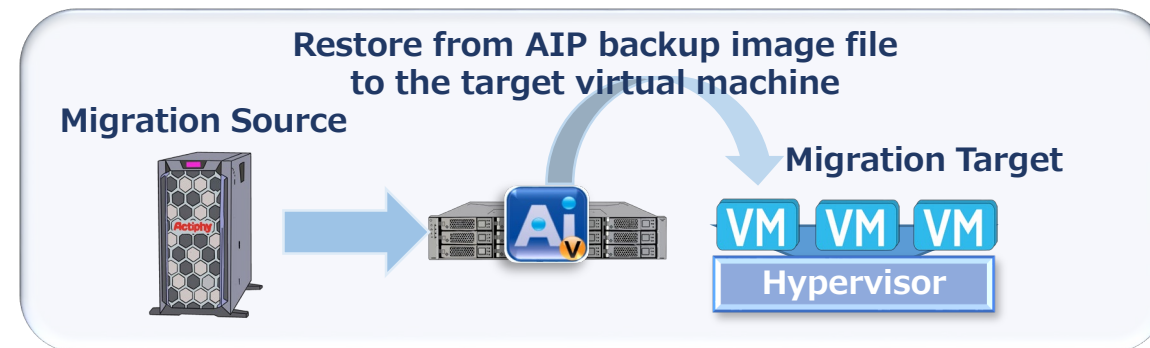 Restore from AIP backup image file
to the target virtual machine
Migration Source
Migration Target
Actiphy
Ai
V
VM VM VM
Hypervisor